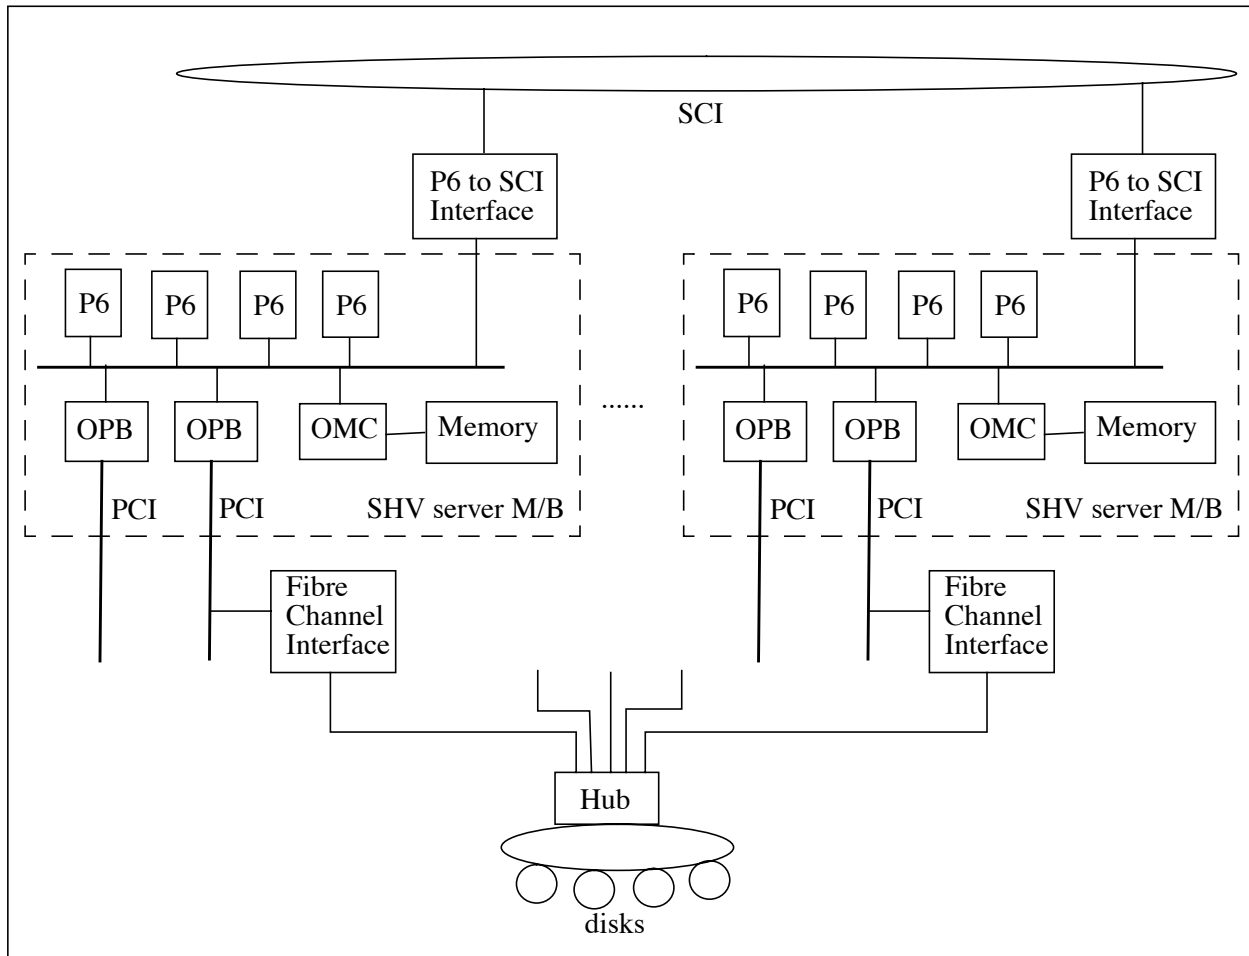 SCI
P6 to SCI
Interface
P6 to SCI
Interface
P6
P6
P6
P6
P6
P6
P6
P6
OPB
OPB
OMC
Memory
......
OPB
OPB
OMC
Memory
PCI
PCI
SHV server M/B
PCI
PCI
SHV server M/B
Fibre
Channel
Interface
Fibre
Channel
Interface
Hub
disks